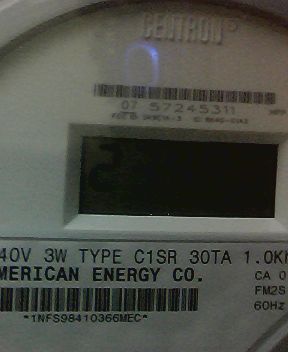 CENTRON
07 57245311
40V 3W TYPE C1SR 30TA 1.0K
MERICAN ENERGY CO.
CA 0
FM2S
60Hz
*1NFS98410366MEC*